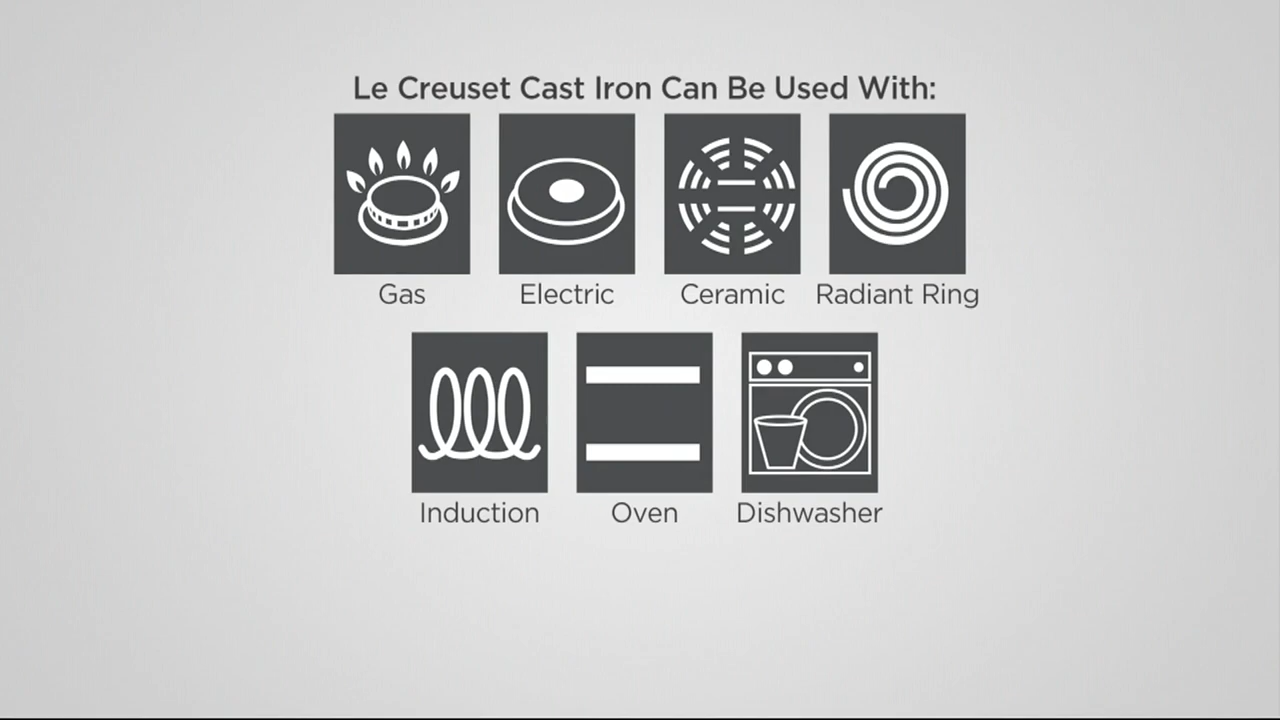 Le Creuset Cast Iron Can Be Used With:
Gas
Electric
Ceramic
Radiant Ring
Induction
Oven
Dishwasher